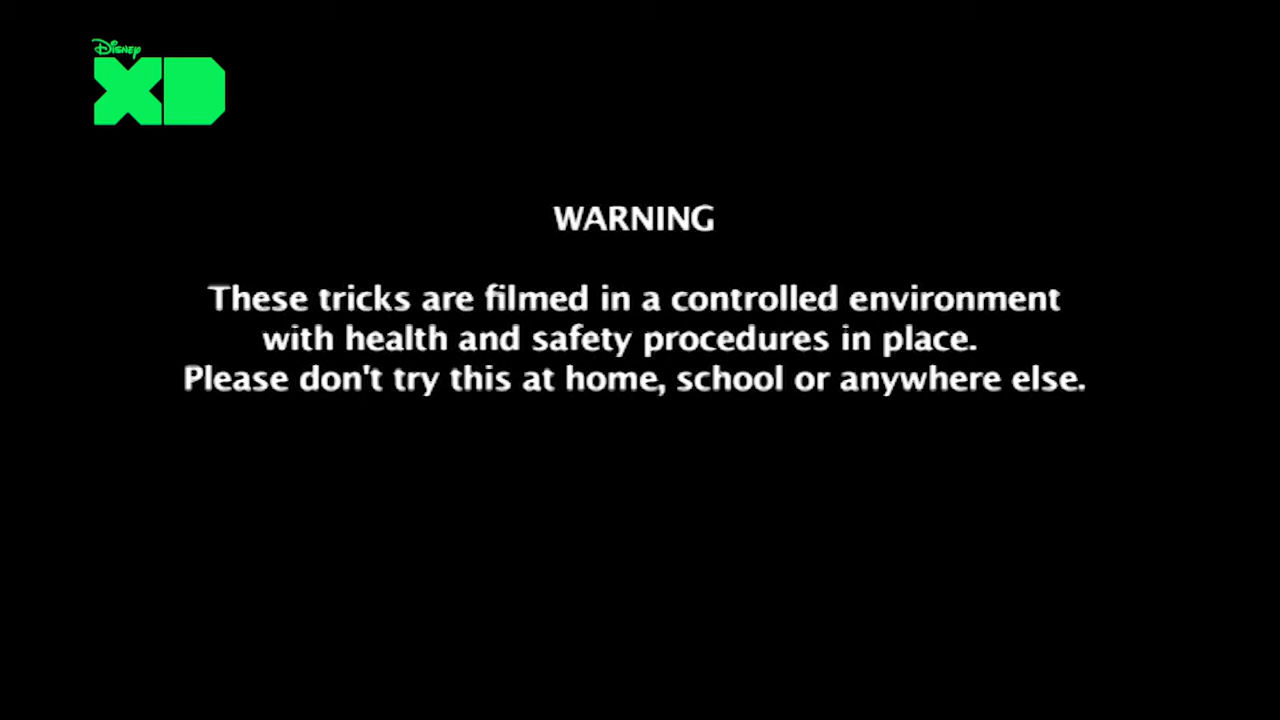 Disney
XD
WARNING
These tricks are filmed in a controlled environment
with health and safety procedures in place.
Please don't try this at home, school or anywhere else.